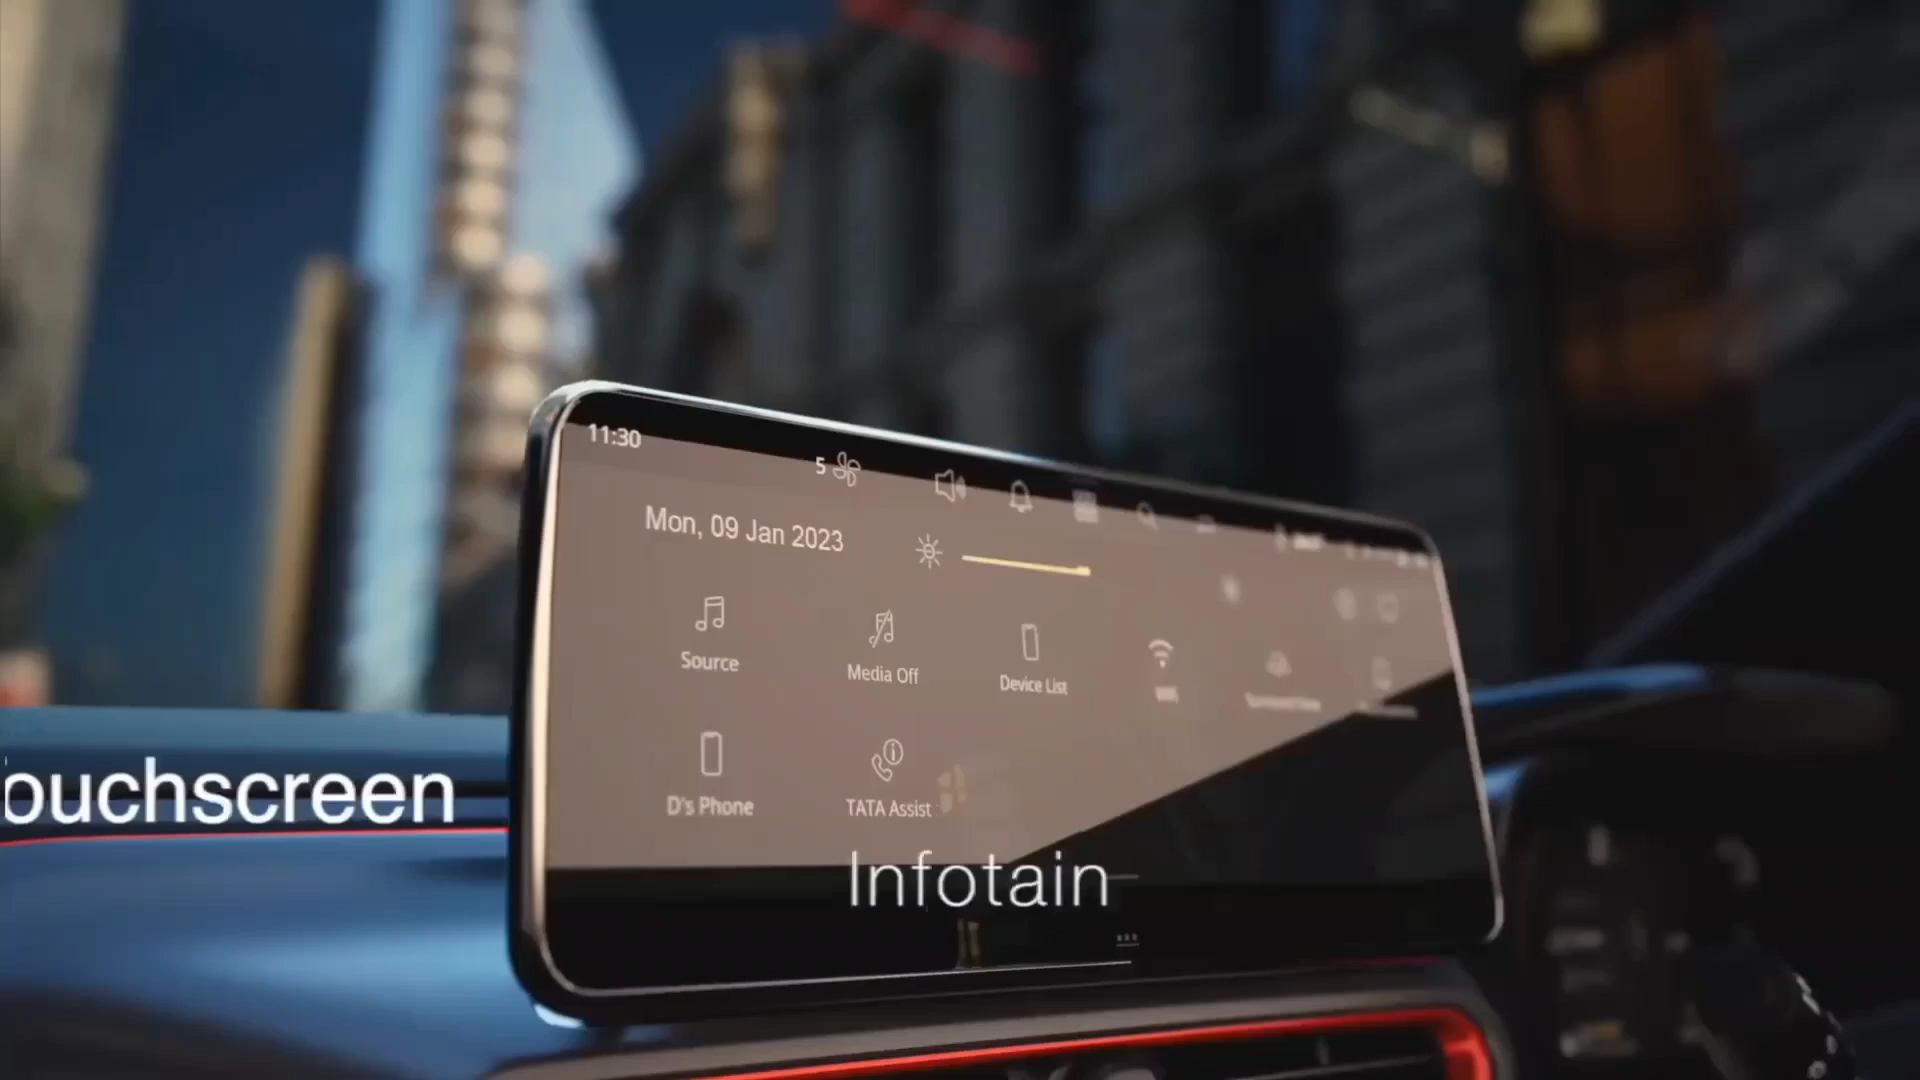 11:30
5
Mon, 09 Jan 2023
Source
Media Off
Device List
D's Phone
TATA Assist
ouchscreen
Infotain